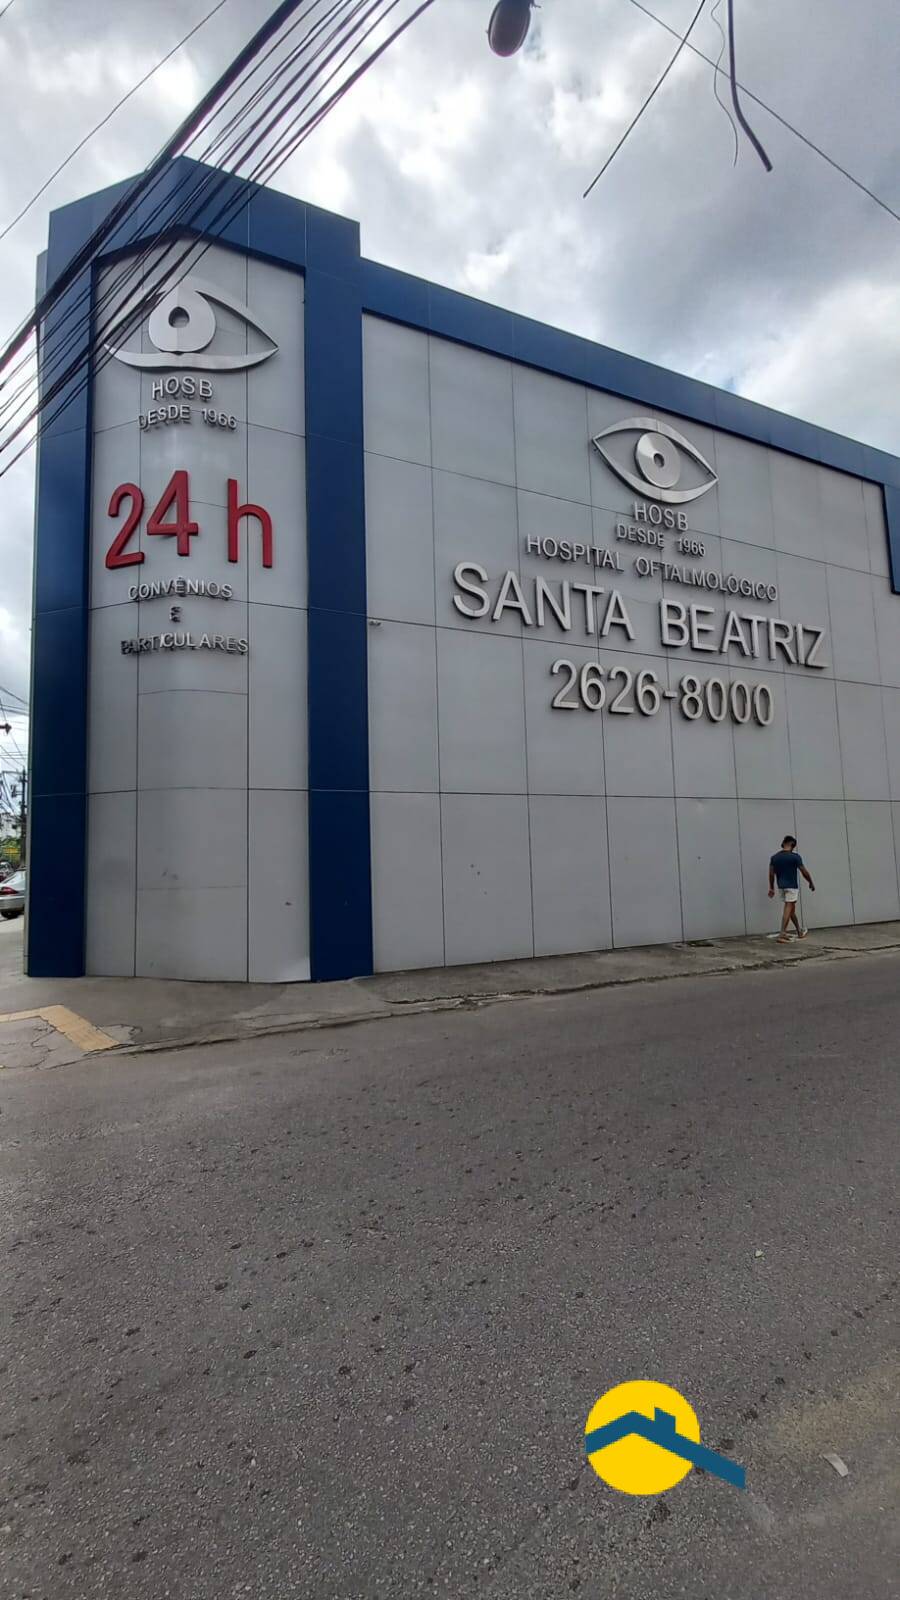 HOSB
DESDE 1966
24 h
CONVÊNIOS
E
PARTICULARES
HOSB
DESDE 1966
HOSPITAL OFTALMOLÓGICO
SANTA BEATRIZ
2626-8000